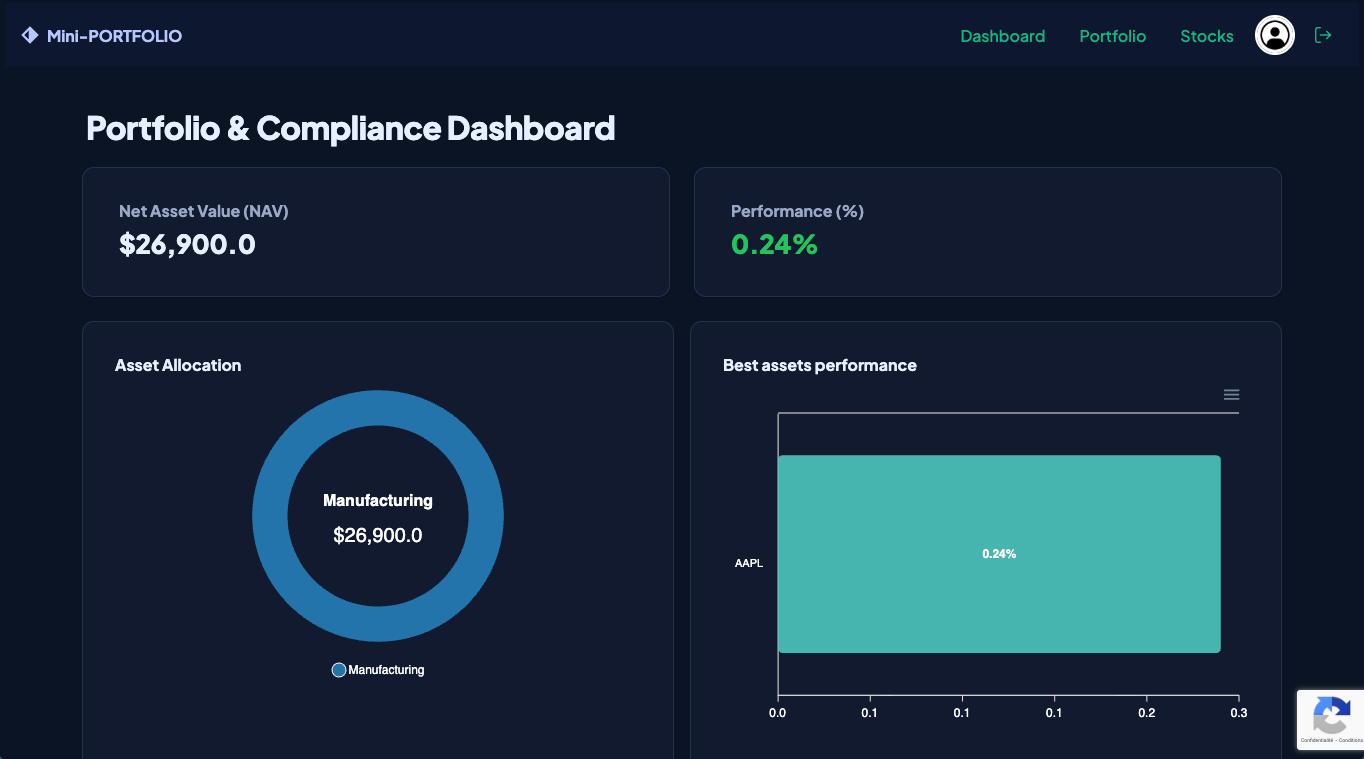 Mini-PORTFOLIO
Dashboard
Portfolio
Stocks
Portfolio & Compliance Dashboard
Net Asset Value (NAV)
$26,900.0
Performance (%)
0.24%
Asset Allocation
Manufacturing
$26,900.0
Manufacturing
Best assets performance
AAPL
0.24%
0.0
0.1
0.1
0.1
0.2
0.3
Confidentialité - Conditions